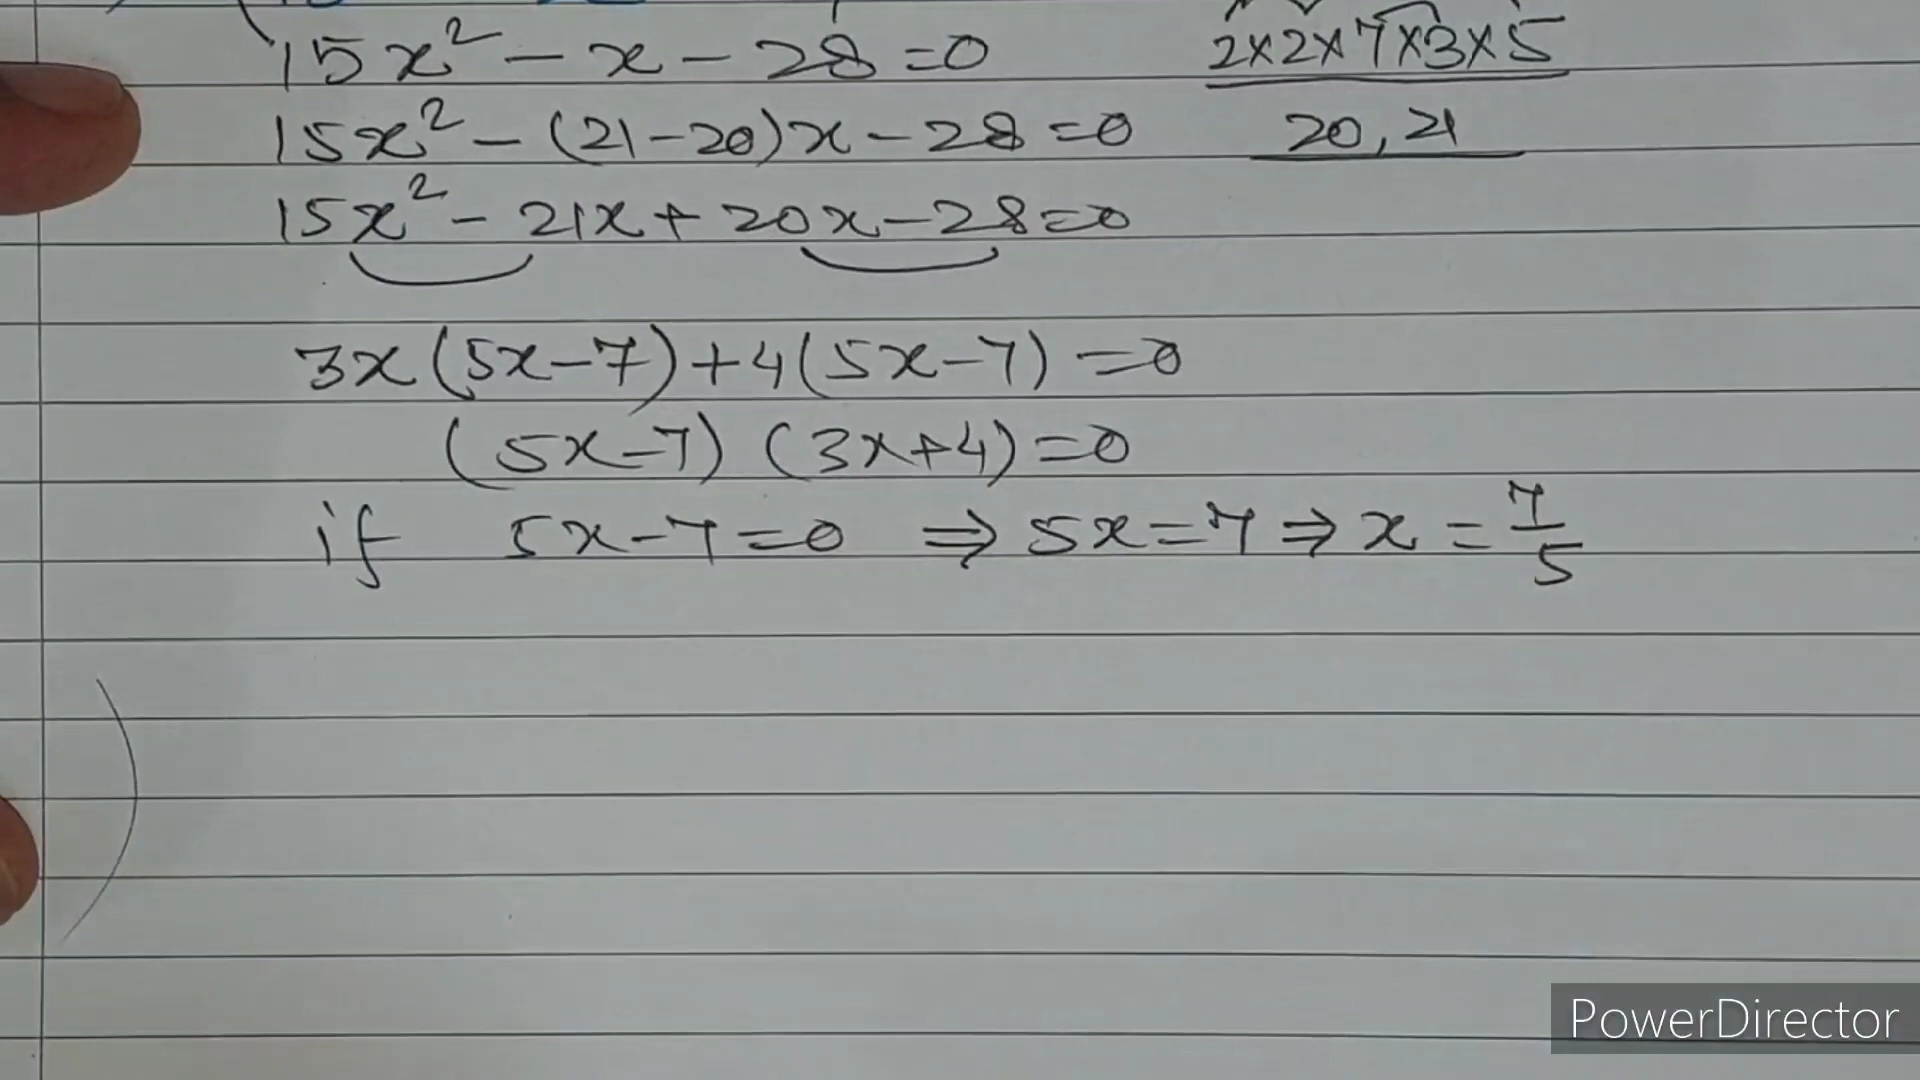 15x² - x - 28 = 0
2×2×7×3×5
15x² - (21-20)x - 28 = 0
20, 21
15x² - 21x + 20x - 28 = 0
3x(5x-7)+4(5x-7) = 0
(5x-7) (3x+4) = 0
if 5x-7=0 ⇒ 5x=7 ⇒ x = 7/5
PowerDirector